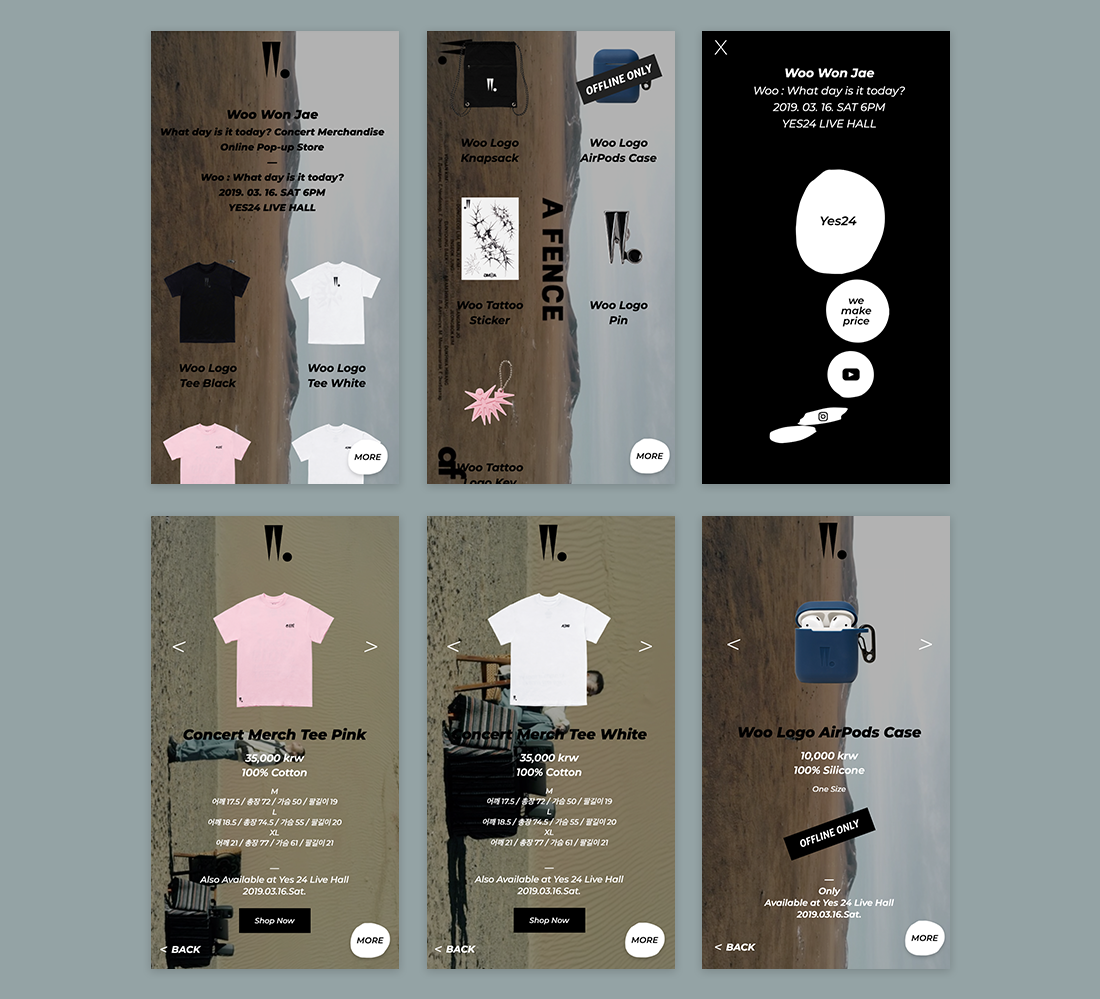 Woo Won Jae
What day is it today? Concert Merchandise
Online Pop-up Store
—
Woo : What day is it today?
2019. 03. 16. SAT 6PM
YES24 LIVE HALL
Woo Logo
Tee Black
Woo Logo
Tee White
MORE
OFFLINE ONLY
Woo Logo
Knapsack
Woo Logo
AirPods Case
A FENCE
Woo Tattoo
Sticker
Woo Logo
Pin
Woo Tattoo
Logo Key
MORE
X
Woo Won Jae
Woo : What day is it today?
2019. 03. 16. SAT 6PM
YES24 LIVE HALL
Yes24
we
make
price
W.
<
>
Concert Merch Tee Pink
35,000 krw
100% Cotton
M
어깨 17.5 / 총장 72 / 가슴 50 / 팔길이 19
L
어깨 18.5 / 총장 74.5 / 가슴 55 / 팔길이 20
XL
어깨 21 / 총장 77 / 가슴 61 / 팔길이 21
—
Also Available at Yes 24 Live Hall
2019.03.16.Sat.
Shop Now
< BACK
MORE
W.
<
>
Concert Merch Tee White
35,000 krw
100% Cotton
M
어깨 17.5 / 총장 72 / 가슴 50 / 팔길이 19
L
어깨 18.5 / 총장 74.5 / 가슴 55 / 팔길이 20
XL
어깨 21 / 총장 77 / 가슴 61 / 팔길이 21
—
Also Available at Yes 24 Live Hall
2019.03.16.Sat.
Shop Now
< BACK
MORE
W.
<
>
Woo Logo AirPods Case
10,000 krw
100% Silicone
One Size
OFFLINE ONLY
—
Only
Available at Yes 24 Live Hall
2019.03.16.Sat.
< BACK
MORE